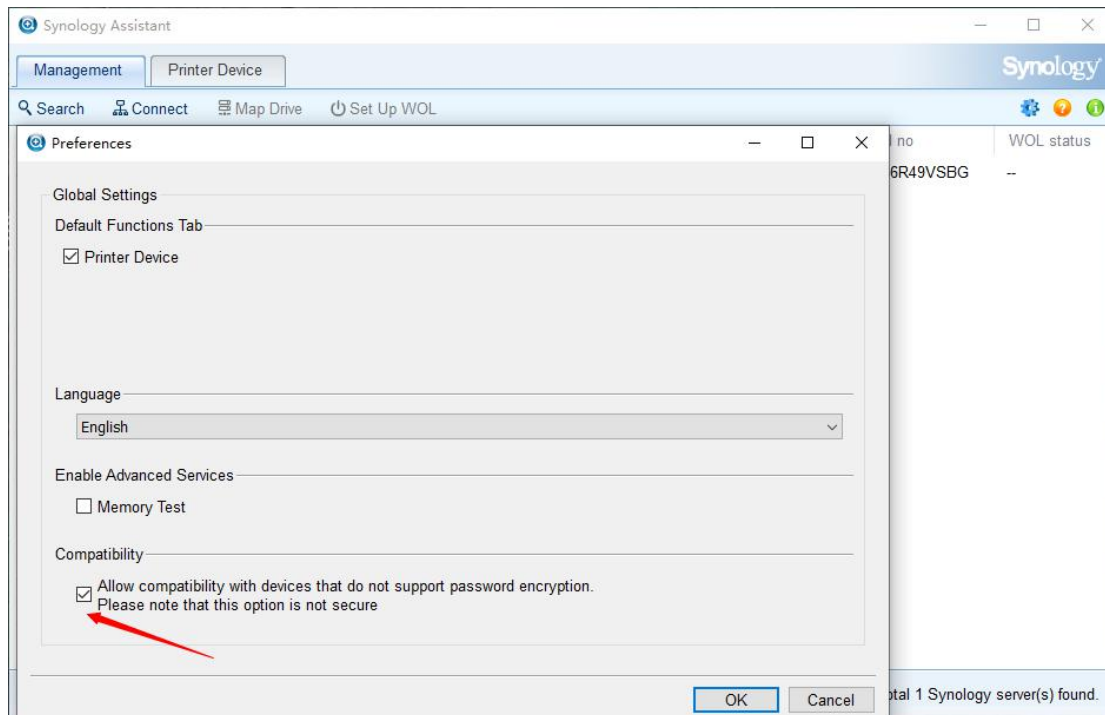 Synology Assistant
Management
Printer Device
Synology
Search
Connect
Map Drive
Set Up WOL
Preferences
no
WOL status
6R49VSBG
--
Global Settings
Default Functions Tab
Printer Device
Language
English
Enable Advanced Services
Memory Test
Compatibility
Allow compatibility with devices that do not support password encryption.
Please note that this option is not secure
OK
Cancel
1 Synology server(s) found.